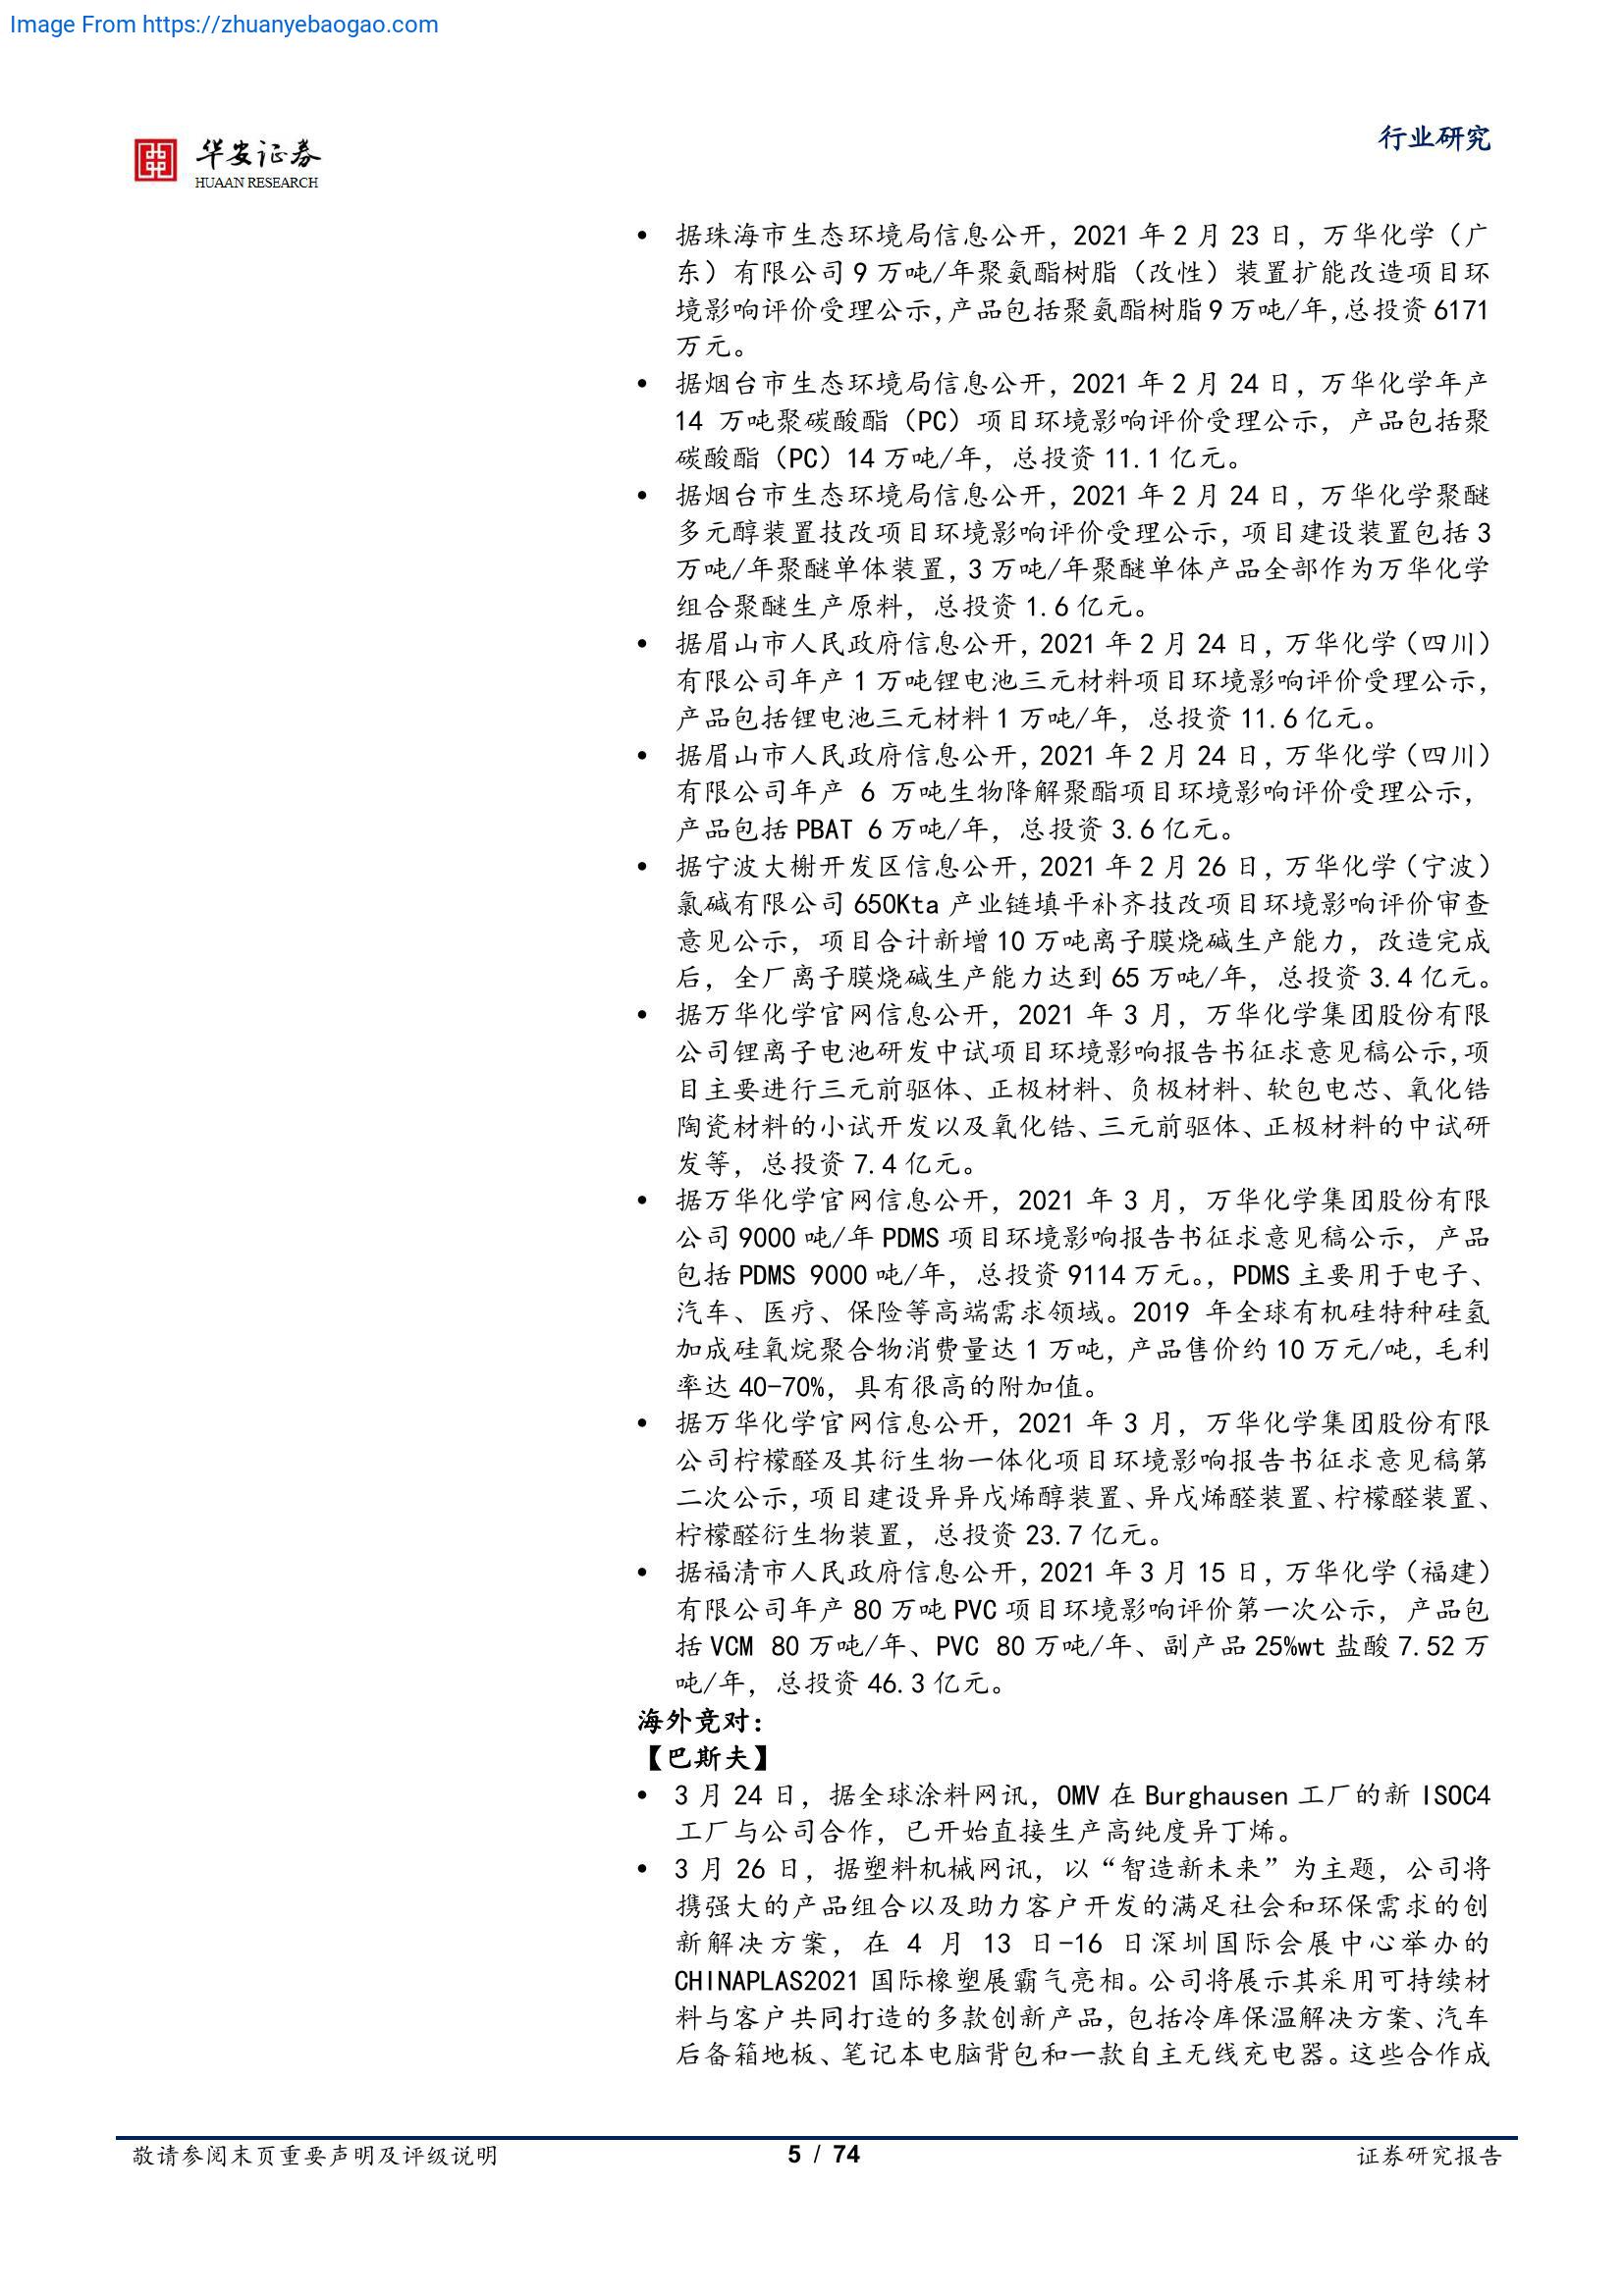 Image From https://zhuanyebaogao.com
华安证券
HUAAN RESEARCH
行业研究
• 据珠海市生态环境局信息公开，2021 年 2 月 23 日，万华化学（广
东）有限公司 9 万吨/年聚氨酯树脂（改性）装置扩能改造项目环
境影响评价受理公示，产品包括聚氨酯树脂 9 万吨/年，总投资 6171
万元。
• 据烟台市生态环境局信息公开，2021 年 2 月 24 日，万华化学年产
14 万吨聚碳酸酯（PC）项目环境影响评价受理公示，产品包括聚
碳酸酯（PC）14 万吨/年，总投资 11.1 亿元。
• 据烟台市生态环境局信息公开，2021 年 2 月 24 日，万华化学聚醚
多元醇装置技改项目环境影响评价受理公示，项目建设装置包括 3
万吨/年聚醚单体装置，3 万吨/年聚醚单体产品全部作为万华化学
组合聚醚生产原料，总投资 1.6 亿元。
• 据眉山市人民政府信息公开，2021 年 2 月 24 日，万华化学（四川）
有限公司年产 1 万吨锂电池三元材料项目环境影响评价受理公示，
产品包括锂电池三元材料 1 万吨/年，总投资 11.6 亿元。
• 据眉山市人民政府信息公开，2021 年 2 月 24 日，万华化学（四川）
有限公司年产 6 万吨生物降解聚酯项目环境影响评价受理公示，
产品包括 PBAT 6 万吨/年，总投资 3.6 亿元。
• 据宁波大榭开发区信息公开，2021 年 2 月 26 日，万华化学（宁波）
氯碱有限公司 650Kta 产业链填平补齐技改项目环境影响评价审查
意见公示，项目合计新增 10 万吨离子膜烧碱生产能力，改造完成
后，全厂离子膜烧碱生产能力达到 65 万吨/年，总投资 3.4 亿元。
• 据万华化学官网信息公开，2021 年 3 月，万华化学集团股份有限
公司锂离子电池研发中试项目环境影响报告书征求意见稿公示，项
目主要进行三元前驱体、正极材料、负极材料、软包电芯、氧化锆
陶瓷材料的小试开发以及氧化锆、三元前驱体、正极材料的中试研
发等，总投资 7.4 亿元。
• 据万华化学官网信息公开，2021 年 3 月，万华化学集团股份有限
公司 9000 吨/年 PDMS 项目环境影响报告书征求意见稿公示，产品
包括 PDMS 9000 吨/年，总投资 9114 万元。，PDMS 主要用于电子、
汽车、医疗、保险等高端需求领域。2019 年全球有机硅特种硅氢
加成硅氧烷聚合物消费量达 1 万吨，产品售价约 10 万元/吨，毛利
率达 40-70%，具有很高的附加值。
• 据万华化学官网信息公开，2021 年 3 月，万华化学集团股份有限
公司柠檬醛及其衍生物一体化项目环境影响报告书征求意见稿第
二次公示，项目建设异异戊烯醇装置、异戊烯醛装置、柠檬醛装置、
柠檬醛衍生物装置，总投资 23.7 亿元。
• 据福清市人民政府信息公开，2021 年 3 月 15 日，万华化学（福建）
有限公司年产 80 万吨 PVC 项目环境影响评价第一次公示，产品包
括 VCM 80 万吨/年、PVC 80 万吨/年、副产品 25%wt 盐酸 7.52 万
吨/年，总投资 46.3 亿元。
海外竞对：
【巴斯夫】
• 3 月 24 日，据全球涂料网讯，OMV 在 Burghausen 工厂的新 ISOC4
工厂与公司合作，已开始直接生产高纯度异丁烯。
• 3 月 26 日，据塑料机械网讯，以“智造新未来”为主题，公司将
携强大的产品组合以及助力客户开发的满足社会和环保需求的创
新解决方案，在 4 月 13 日-16 日深圳国际会展中心举办的
CHINAPLAS2021 国际橡塑展霸气亮相。公司将展示其采用可持续材
料与客户共同打造的多款创新产品，包括冷库保温解决方案、汽车
后备箱地板、笔记本电脑背包和一款自主无线充电器。这些合作成
敬请参阅末页重要声明及评级说明
5 / 74
证券研究报告